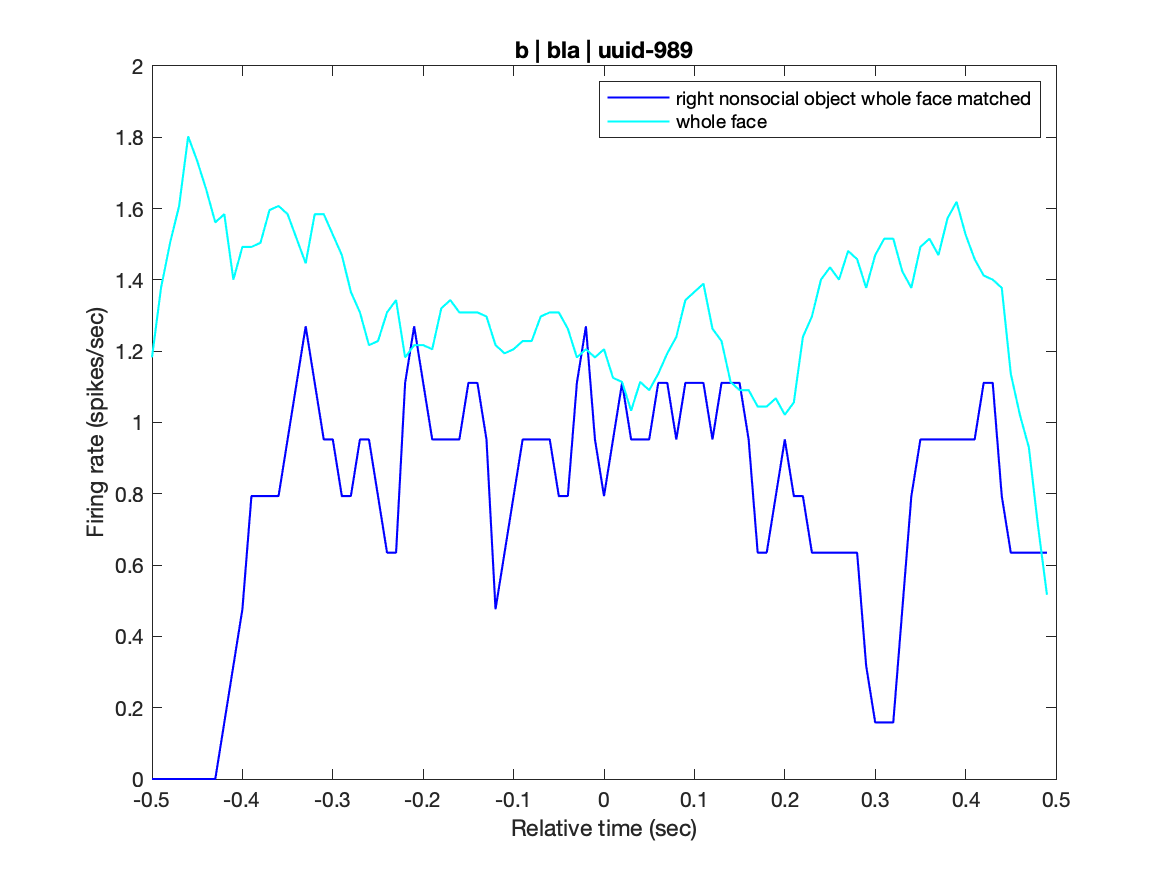 b | bla | uuid-989
right nonsocial object whole face matched
whole face
2
1.8
1.6
1.4
1.2
1
0.8
0.6
0.4
0.2
0
Firing rate (spikes/sec)
-0.5 -0.4 -0.3 -0.2 -0.1 0 0.1 0.2 0.3 0.4 0.5
Relative time (sec)